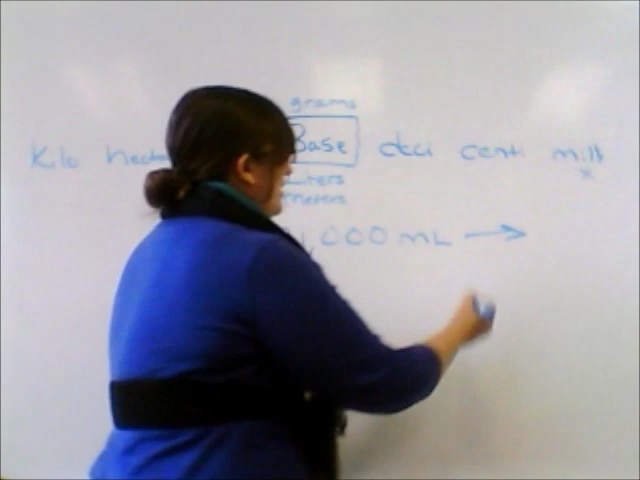 grams
Kilo hecto Base deci centi milli
Liters
meters
x
,000 mL →